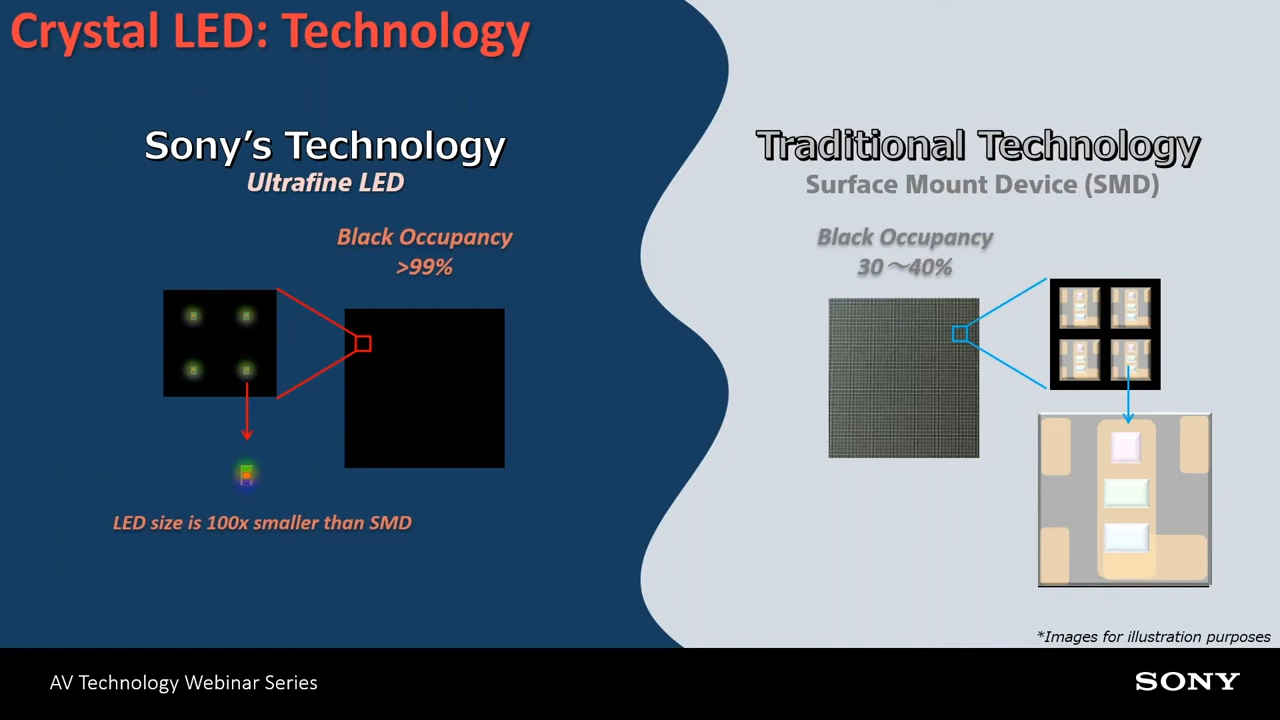 Crystal LED: Technology
Sony’s Technology
Ultrafine LED
Black Occupancy
>99%
LED size is 100x smaller than SMD
Traditional Technology
Surface Mount Device (SMD)
Black Occupancy
30～40%
*Images for illustration purposes
AV Technology Webinar Series
SONY